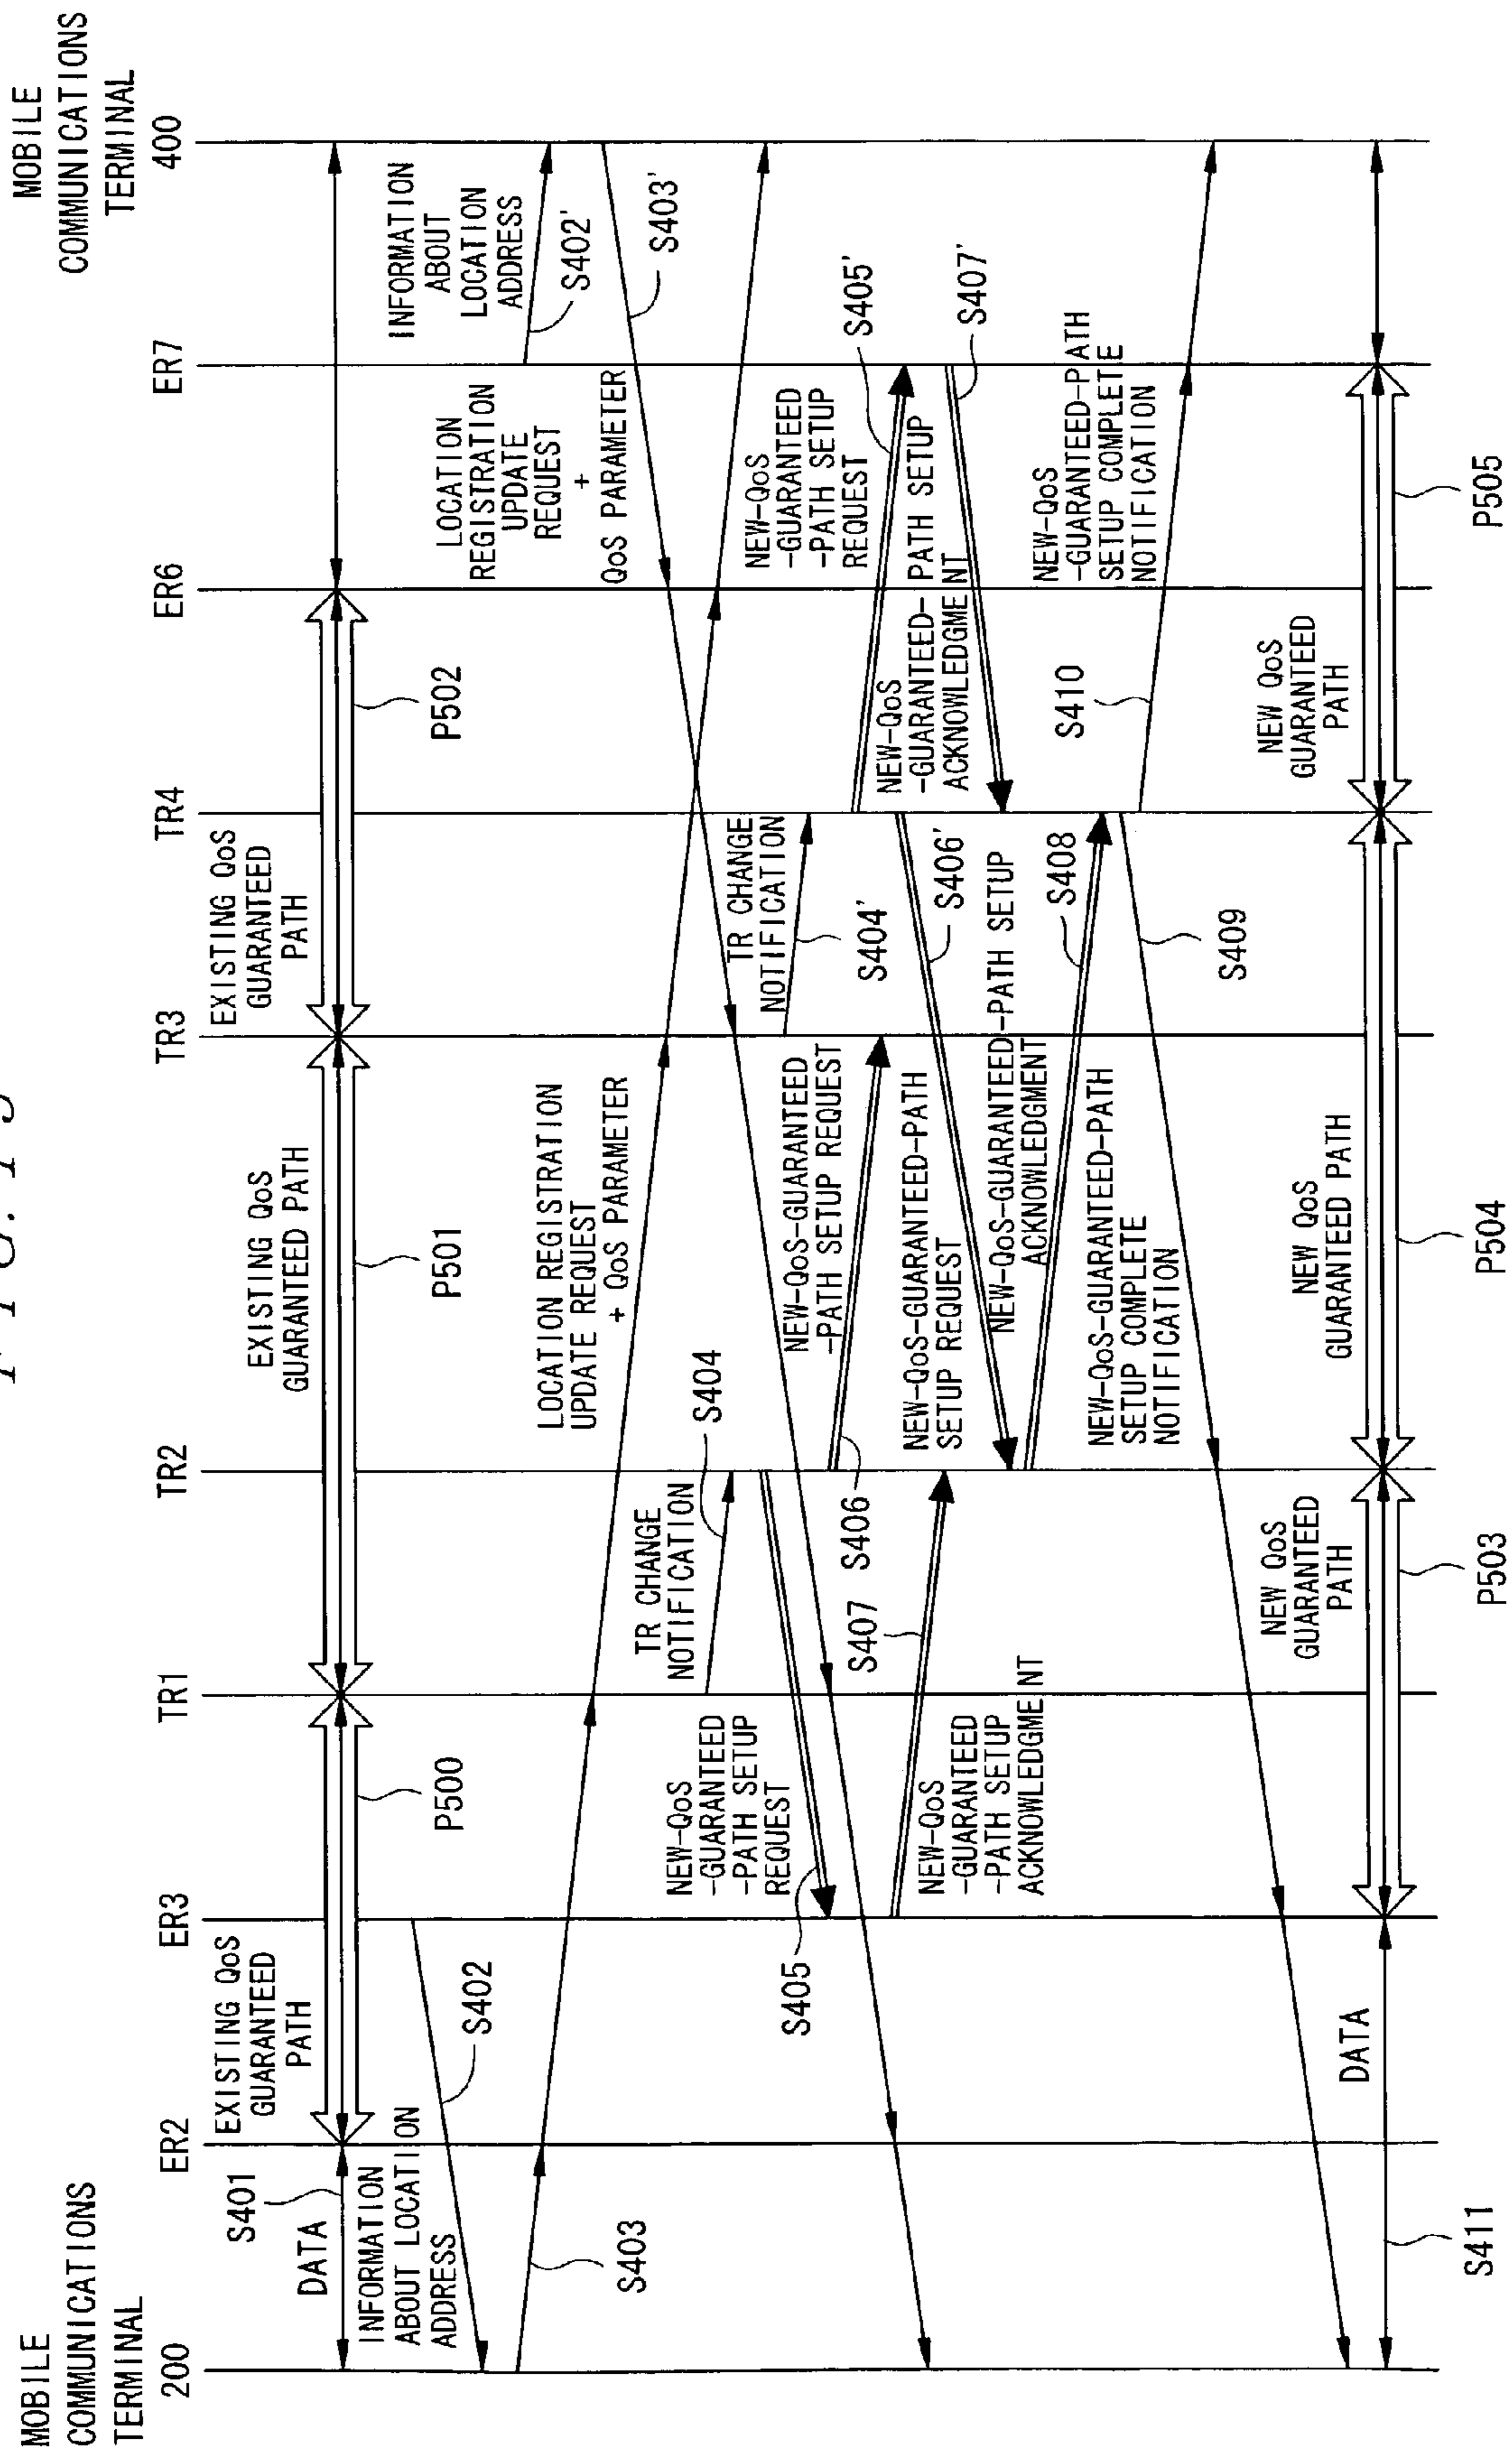 FIG. 15
MOBILE
COMMUNICATIONS
TERMINAL
200
ER2
ER3
TR1
TR2
TR3
TR4
ER6
ER7
MOBILE
COMMUNICATIONS
TERMINAL
400
S401
DATA
EXISTING QoS
GUARANTEED
PATH
P500
EXISTING QoS
GUARANTEED PATH
P501
EXISTING QoS
GUARANTEED
PATH
P502
INFORMATION
ABOUT LOCATION
ADDRESS
S402
INFORMATION
ABOUT
LOCATION
ADDRESS
S402'
S403
LOCATION REGISTRATION
UPDATE REQUEST
+ QoS PARAMETER
LOCATION
REGISTRATION
UPDATE
REQUEST
+
QoS PARAMETER
S403'
TR CHANGE
NOTIFICATION
S404
TR CHANGE
NOTIFICATION
S404'
NEW-QoS
-GUARANTEED
-PATH SETUP
REQUEST
S405
NEW-QoS
-GUARANTEED
-PATH SETUP
REQUEST
S405'
NEW-QoS-GUARANTEED
-PATH SETUP REQUEST
S406
NEW-QoS-GUARANTEED-PATH
SETUP REQUEST
S406'
S407
NEW-QoS
-GUARANTEED
-PATH SETUP
ACKNOWLEDGMENT
NEW-QoS
-GUARANTEED-PATH SETUP
ACKNOWLEDGMENT
S407'
NEW-QoS-GUARANTEED-PATH SETUP
ACKNOWLEDGMENT
S408
NEW-QoS-GUARANTEED-PATH
SETUP COMPLETE
NOTIFICATION
S409
NEW-QoS
-GUARANTEED-PATH
SETUP COMPLETE
NOTIFICATION
S410
DATA
S411
NEW QoS
GUARANTEED
PATH
P503
NEW QoS
GUARANTEED PATH
P504
NEW QoS
GUARANTEED
PATH
P505